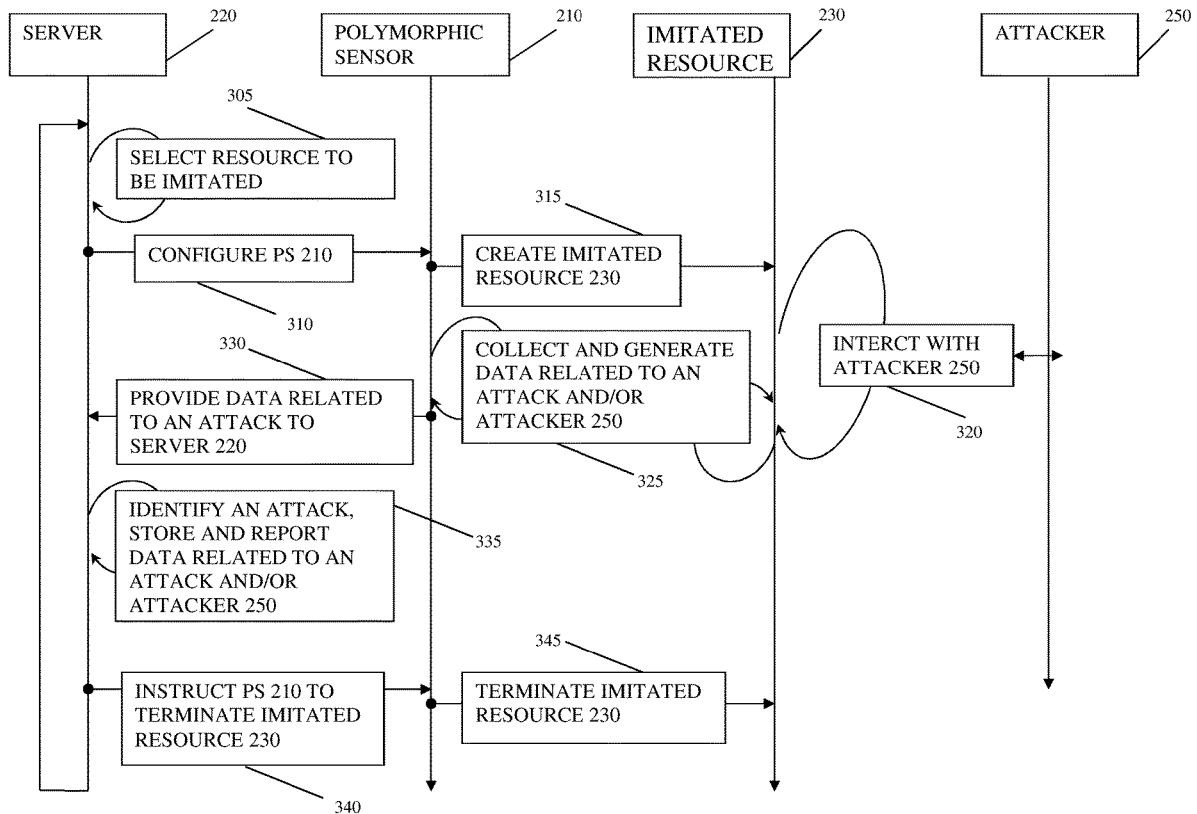 SERVER
220
POLYMORPHIC
SENSOR
210
IMITATED
RESOURCE
230
ATTACKER
250
305
SELECT RESOURCE TO
BE IMITATED
CONFIGURE PS 210
310
315
CREATE IMITATED
RESOURCE 230
330
PROVIDE DATA RELATED
TO AN ATTACK TO
SERVER 220
COLLECT AND GENERATE
DATA RELATED TO AN
ATTACK AND/OR
ATTACKER 250
325
INTERCT WITH
ATTACKER 250
320
IDENTIFY AN ATTACK,
STORE AND REPORT
DATA RELATED TO AN
ATTACK AND/OR
ATTACKER 250
335
INSTRUCT PS 210 TO
TERMINATE IMITATED
RESOURCE 230
340
345
TERMINATE IMITATED
RESOURCE 230